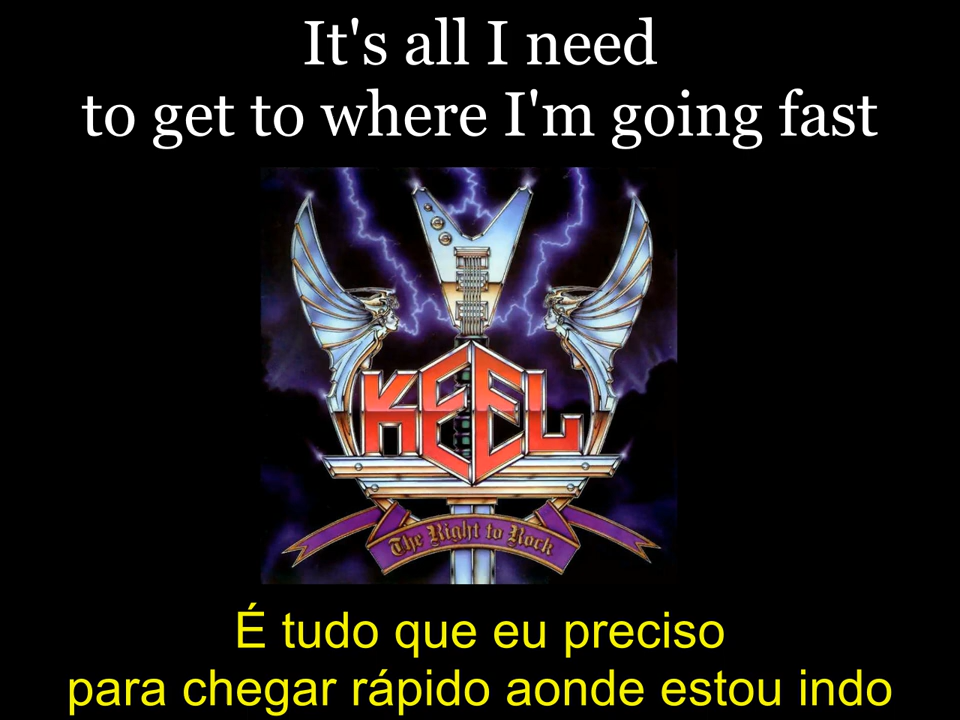 It's all I need
to get to where I'm going fast
KEEL
The Right to Rock
É tudo que eu preciso
para chegar rápido aonde estou indo